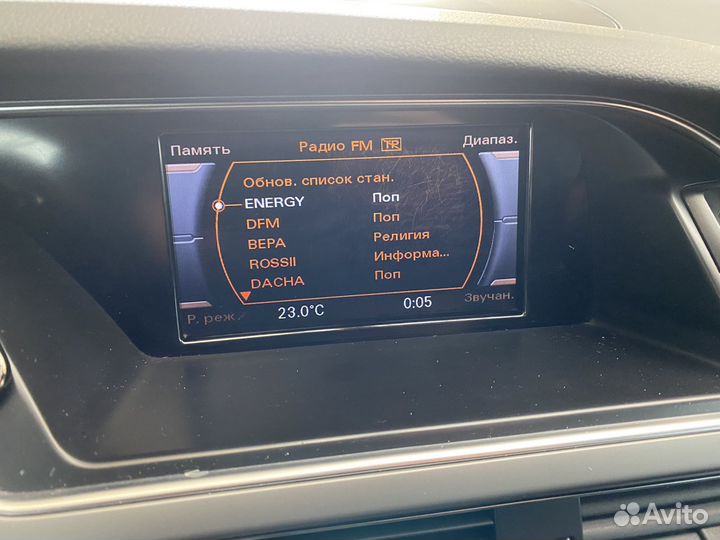 Память Радио FM TR Диапаз.
Обнов. список стан.
ENERGY Поп
DFM Поп
ВЕРА Религия
ROSSII Информа...
DACHA Поп
Р. реж. 23.0°C 0:05 Звучан.
Avito